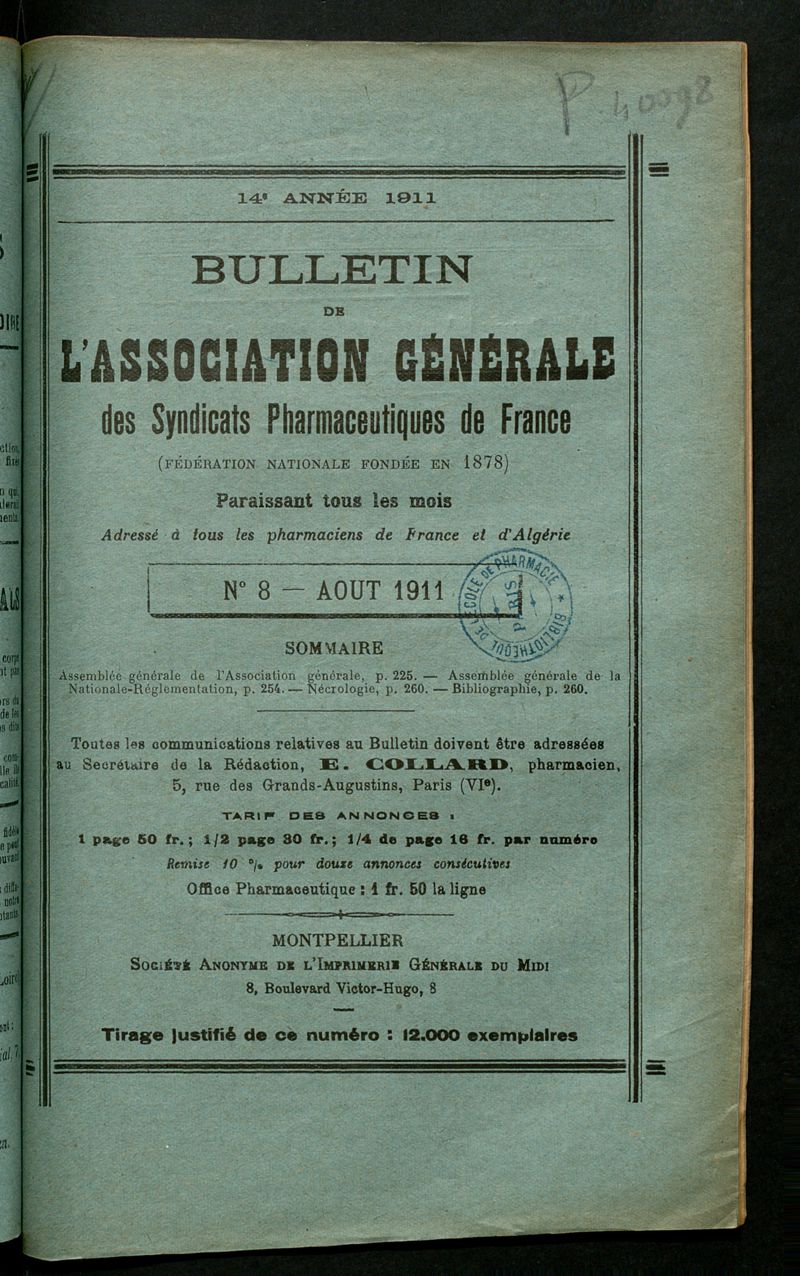 P. 40098
14e ANNÉE 1911
BULLETIN
DE
L'ASSOCIATION GÉNÉRALE
des Syndicats Pharmaceutiques de France
(FÉDÉRATION NATIONALE FONDÉE EN 1878)
Paraissant tous les mois
Adressé à tous les pharmaciens de France et d'Algérie
N° 8 — AOUT 1911
BIBLIOTHÈQUE DE L'ÉCOLE DE PHARMACIE
PARIS
SOMMAIRE
Assemblée générale de l'Association générale, p. 225. — Assemblée générale de la
Nationale-Réglementation, p. 254. — Nécrologie, p. 260. — Bibliographie, p. 260.
Toutes les communications relatives au Bulletin doivent être adressées
au Secrétaire de la Rédaction, E. COLLARD, pharmacien,
5, rue des Grands-Augustins, Paris (VIe).
TARIF DES ANNONCES :
1 page 50 fr. ; 1/2 page 30 fr. ; 1/4 de page 16 fr. par numéro
Remise 10 % pour douze annonces consécutives
Office Pharmaceutique : 1 fr. 50 la ligne
MONTPELLIER
SOCIÉTÉ ANONYME DE L'IMPRIMERIE GÉNÉRALE DU MIDI
8, Boulevard Victor-Hugo, 8
Tirage justifié de ce numéro : 12.000 exemplaires